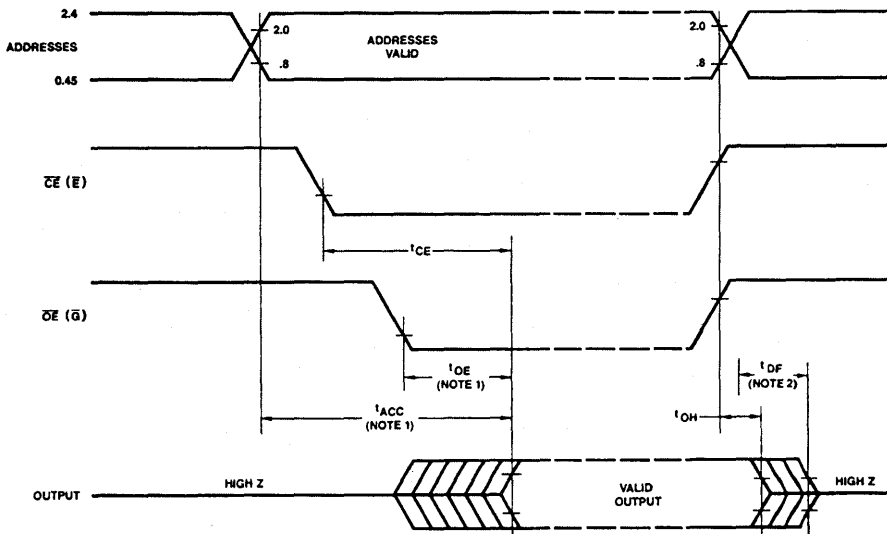 2.4
ADDRESSES
0.45
2.0
.8
ADDRESSES
VALID
2.0
.8
CE (E)
tCE
OE (G)
tOE
(NOTE 1)
tACC
(NOTE 1)
tDF
(NOTE 2)
tOH
OUTPUT
HIGH Z
VALID
OUTPUT
HIGH Z